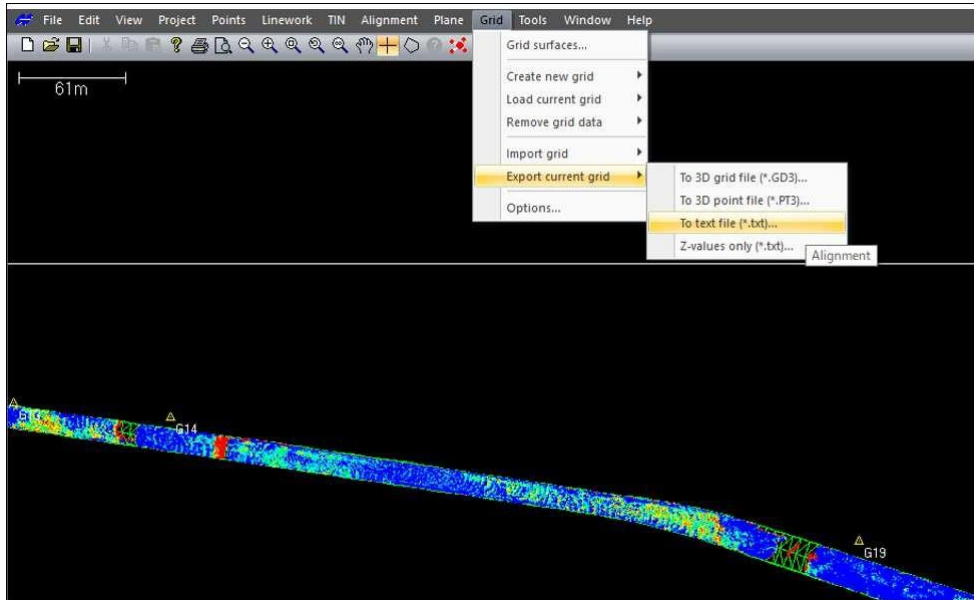 File Edit View Project Points Linework TIN Alignment Plane Grid Tools Window Help
61m
Grid surfaces...
Create new grid
Load current grid
Remove grid data
Import grid
Export current grid
Options...
To 3D grid file (*.GD3)...
To 3D point file (*.PT3)...
To text file (*.txt)...
Z-values only (*.txt)...
Alignment
G14
G19